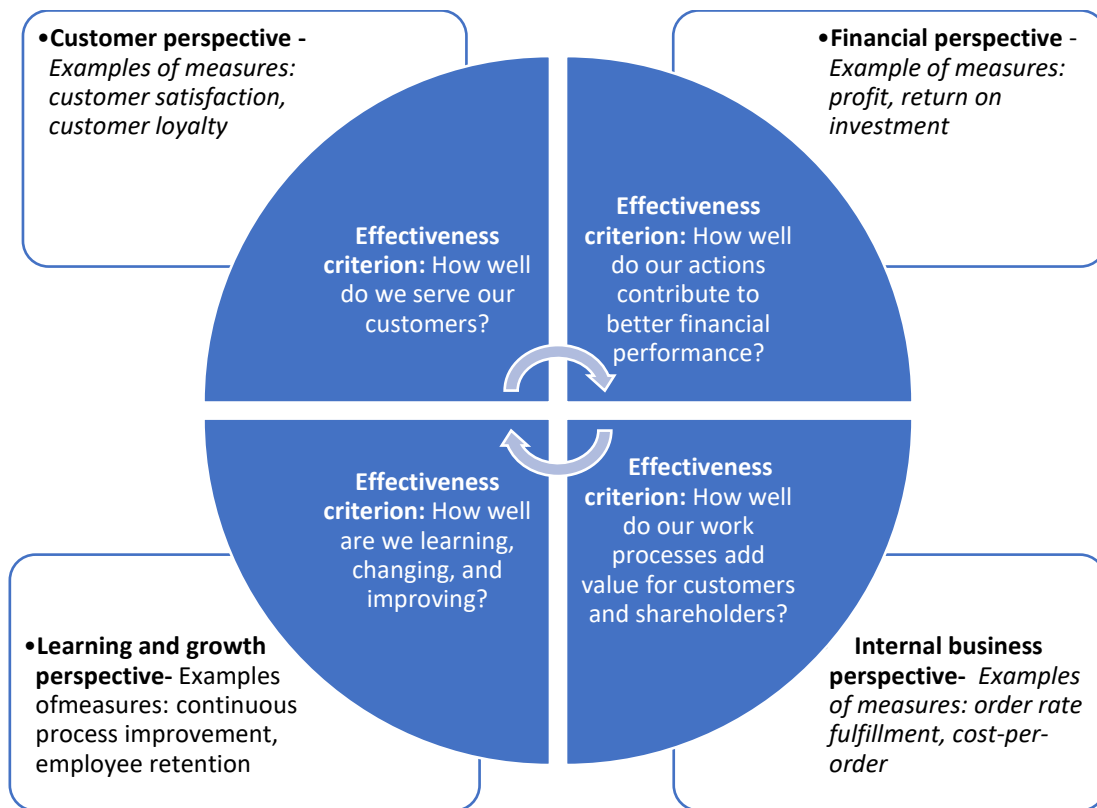 •Customer perspective -
Examples of measures:
customer satisfaction,
customer loyalty
•Financial perspective -
Example of measures:
profit, return on
investment
Effectiveness
criterion: How well
do we serve our
customers?
Effectiveness
criterion: How well
do our actions
contribute to
better financial
performance?
Effectiveness
criterion: How well
are we learning,
changing, and
improving?
Effectiveness
criterion: How well
do our work
processes add
value for customers
and shareholders?
•Learning and growth
perspective- Examples
ofmeasures: continuous
process improvement,
employee retention
Internal business
perspective- Examples
of measures: order rate
fulfillment, cost-per-
order